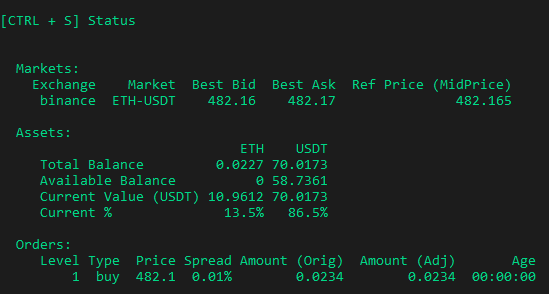 [CTRL + S] Status
Markets:
Exchange Market Best Bid Best Ask Ref Price (MidPrice)
binance ETH-USDT 482.16 482.17 482.165
Assets:
ETH USDT
Total Balance 0.0227 70.0173
Available Balance 0 58.7361
Current Value (USDT) 10.9612 70.0173
Current % 13.5% 86.5%
Orders:
Level Type Price Spread Amount (Orig) Amount (Adj) Age
1 buy 482.1 0.01% 0.0234 0.0234 00:00:00